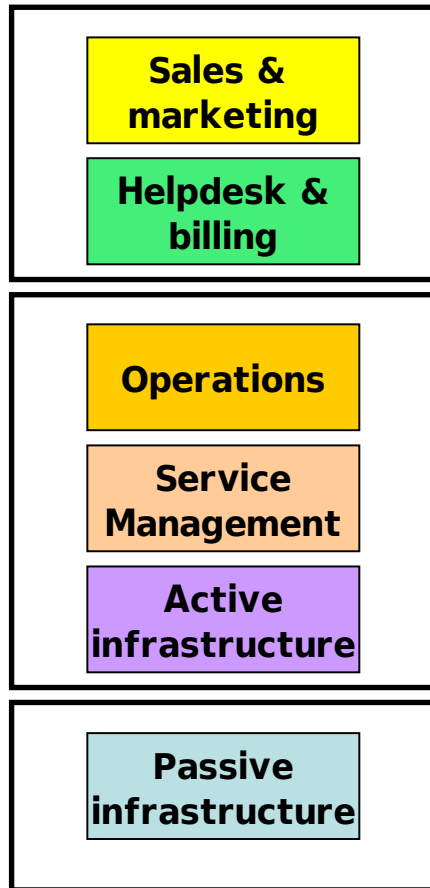 Sales &
marketing
Helpdesk &
billing
Operations
Service
Management
Active
infrastructure
Passive
infrastructure